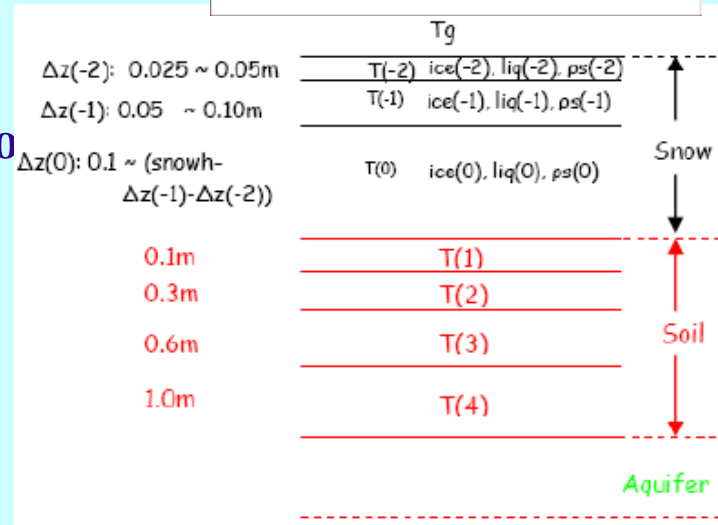 Tg
Δz(-2): 0.025 ~ 0.05m T(-2) ice(-2), liq(-2), ρs(-2)
Δz(-1): 0.05 ~ 0.10m T(-1) ice(-1), liq(-1), ρs(-1)
Δz(0): 0.1 ~ (snowh-
Δz(-1)-Δz(-2)) T(0) ice(0), liq(0), ρs(0)
Snow
0.1m T(1)
0.3m T(2)
0.6m T(3)
Soil
1.0m T(4)
Aquifer